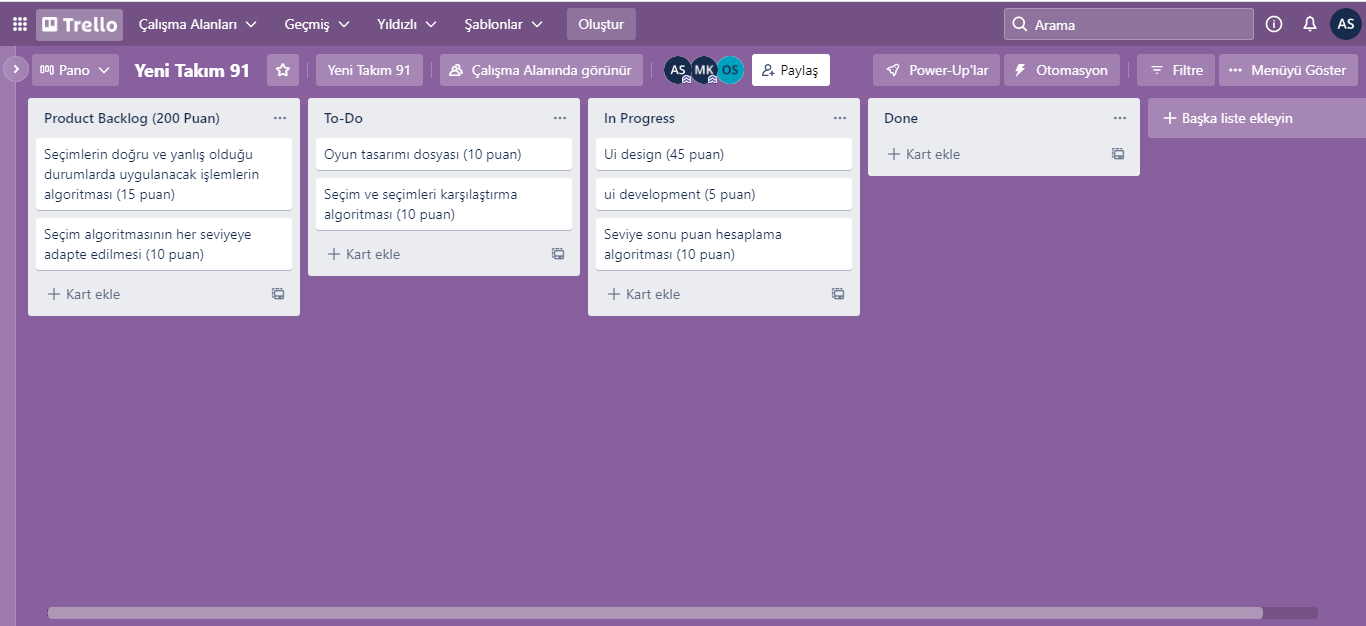 Trello Çalışma Alanları Geçmiş Yıldızlı Şablonlar Oluştur Arama AS
Pano Yeni Takım 91 Yeni Takım 91 Çalışma Alanında görünür AS MK OS Paylaş Power-Up'lar Otomasyon Filtre Menüyü Göster
Product Backlog (200 Puan)
Seçimlerin doğru ve yanlış olduğu
durumlarda uygulanacak işlemlerin
algoritması (15 puan)
Seçim algoritmasının her seviyeye
adapte edilmesi (10 puan)
Kart ekle
To-Do
Oyun tasarımı dosyası (10 puan)
Seçim ve seçimleri karşılaştırma
algoritması (10 puan)
Kart ekle
In Progress
Ui design (45 puan)
ui development (5 puan)
Seviye sonu puan hesaplama
algoritması (10 puan)
Kart ekle
Done
Kart ekle
Başka liste ekleyin